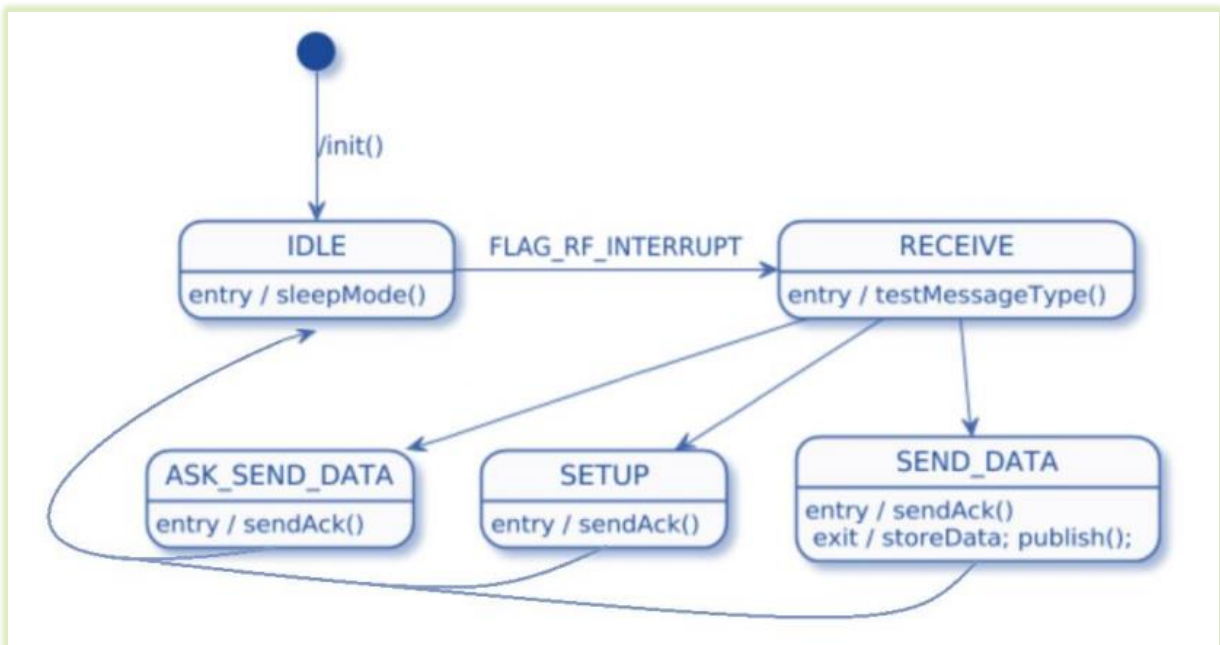 /init()
IDLE
entry / sleepMode()
FLAG_RF_INTERRUPT
RECEIVE
entry / testMessageType()
ASK_SEND_DATA
entry / sendAck()
SETUP
entry / sendAck()
SEND_DATA
entry / sendAck()
exit / storeData; publish();